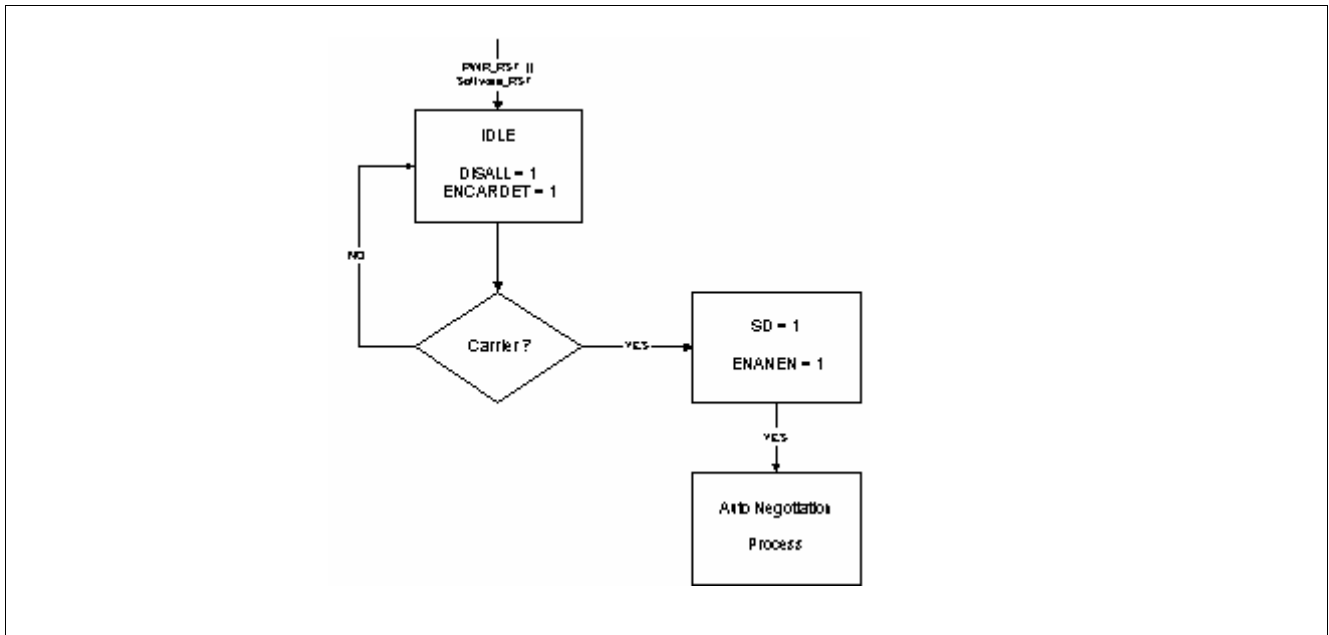 PWR_RST ||
Software_RST
IDLE
DISALL = 1
ENCARDET = 1
NO
Carrier?
YES
SD = 1
ENANEN = 1
YES
Auto Negotiation
Process